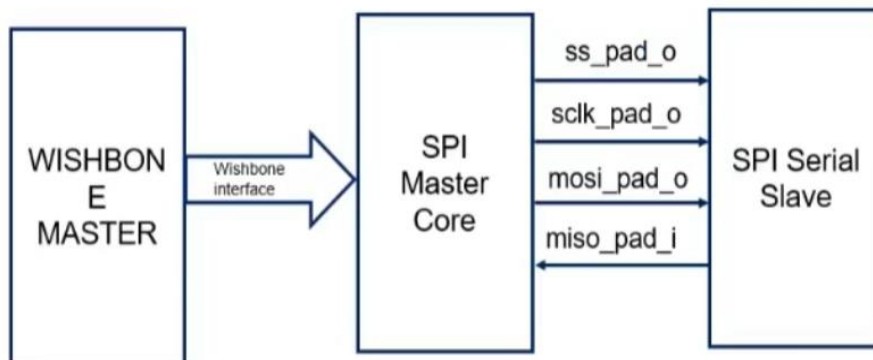 WISHBON
E
MASTER
Wishbone
interface
SPI
Master
Core
ss_pad_o
sclk_pad_o
mosi_pad_o
miso_pad_i
SPI Serial
Slave